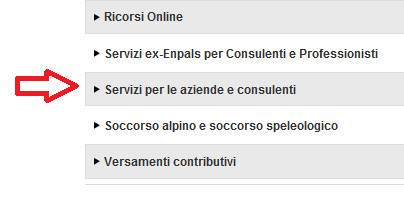 Ricorsi Online
Servizi ex-Enpals per Consulenti e Professionisti
Servizi per le aziende e consulenti
Soccorso alpino e soccorso speleologico
Versamenti contributivi